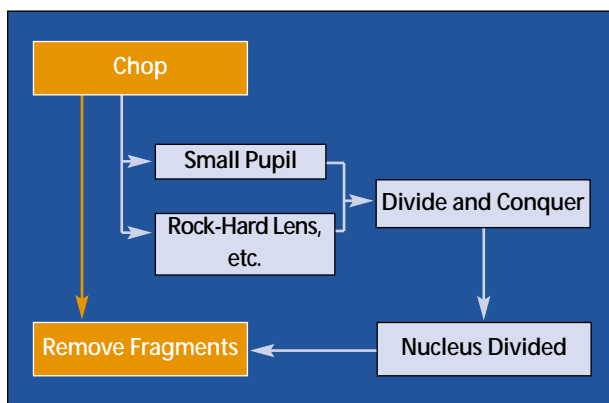 Chop
Small Pupil
Rock-Hard Lens,
etc.
Divide and Conquer
Remove Fragments
Nucleus Divided